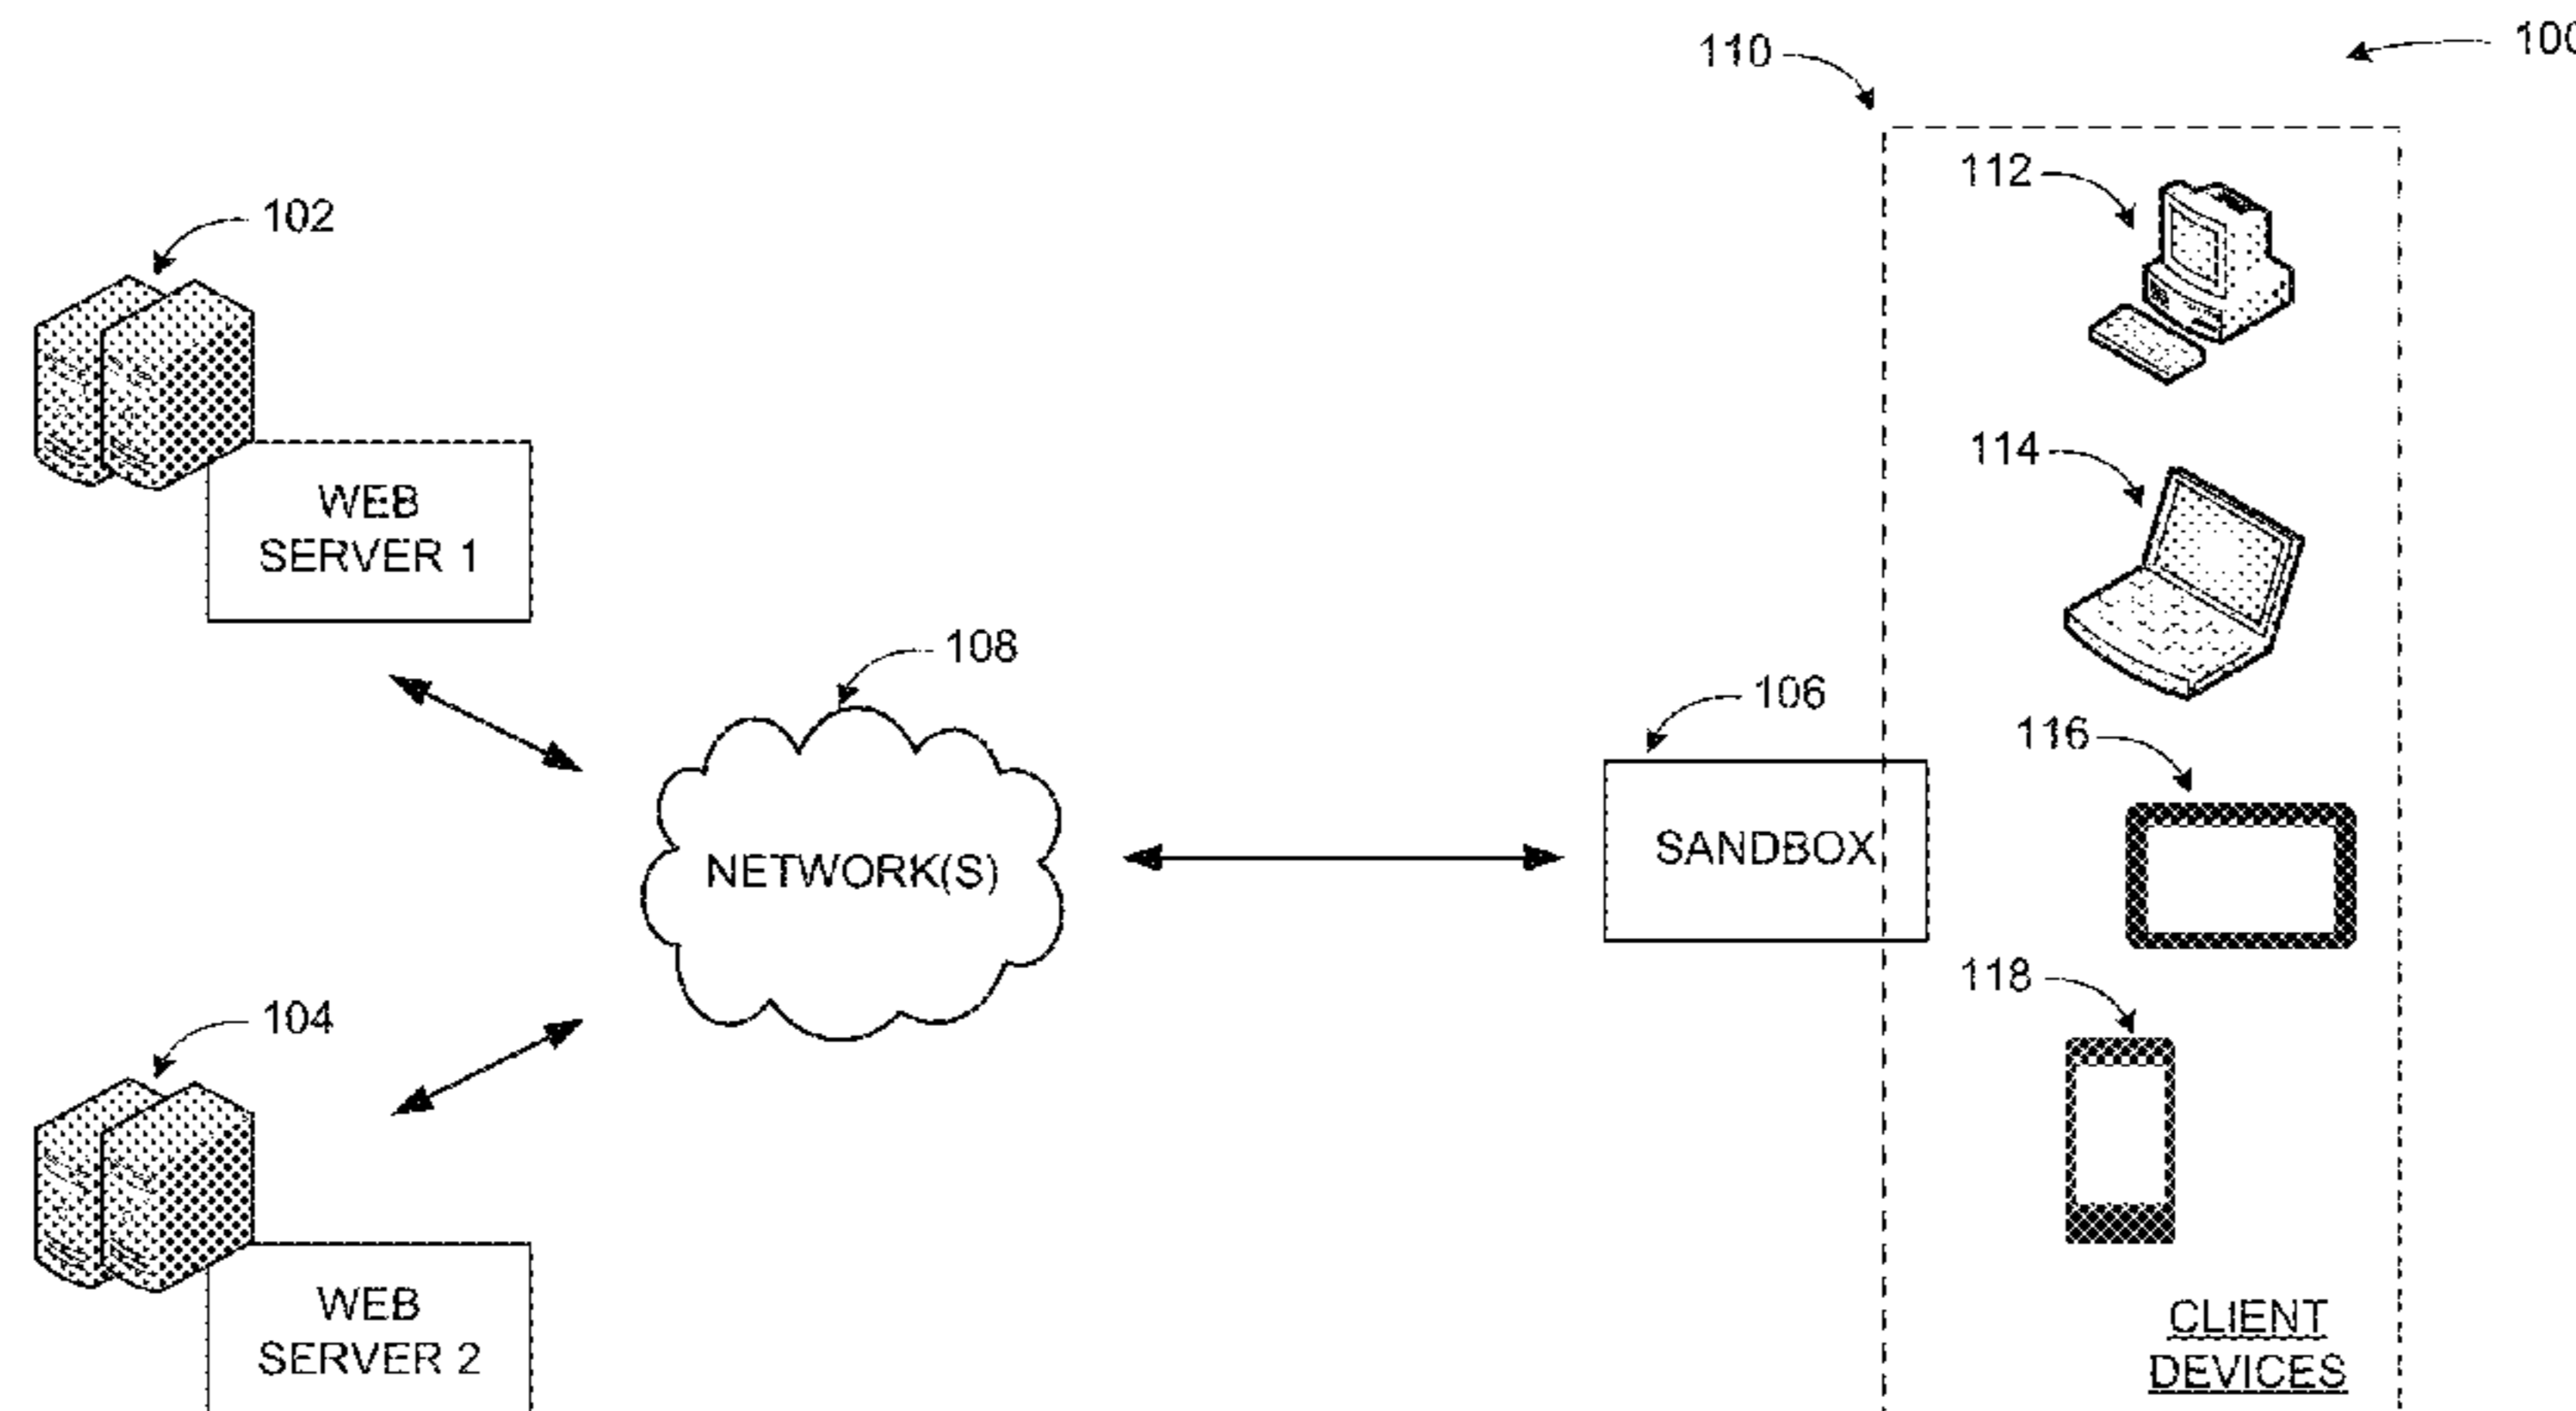 100
110
112
102
114
WEB
SERVER 1
108
106
116
NETWORK(S)
SANDBOX
118
104
WEB
SERVER 2
CLIENT
DEVICES